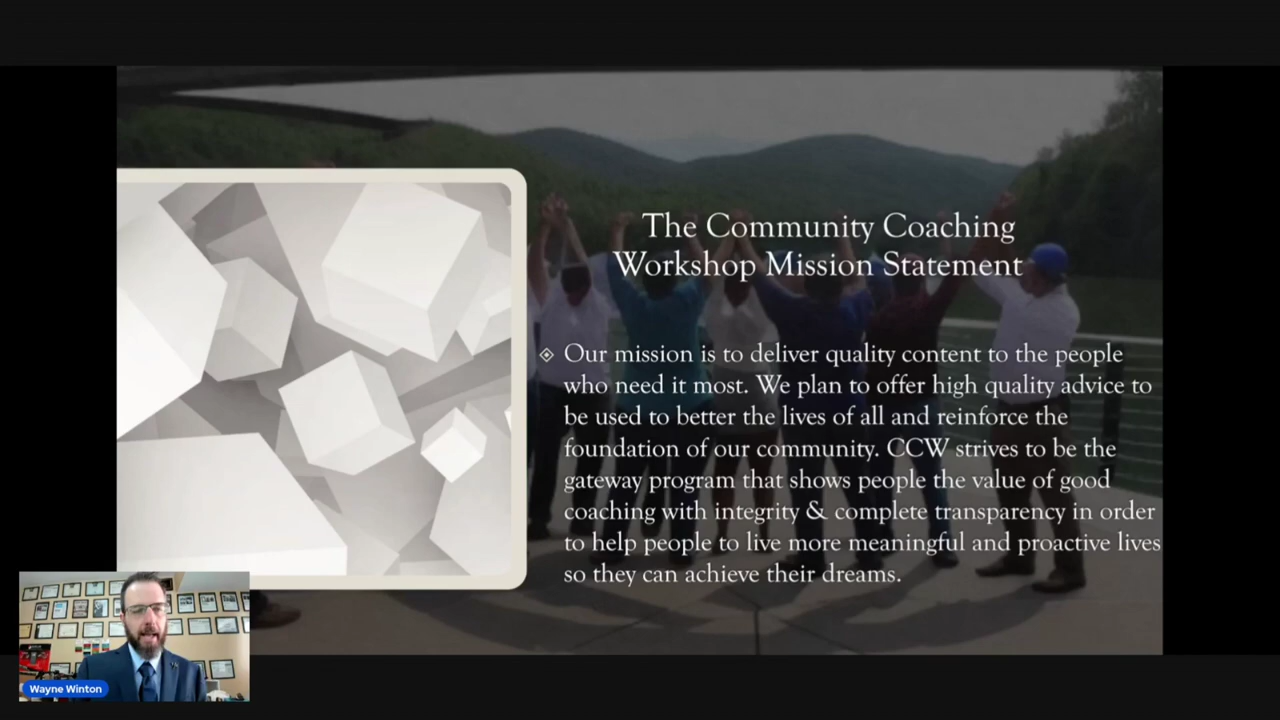 The Community Coaching
Workshop Mission Statement
Our mission is to deliver quality content to the people
who need it most. We plan to offer high quality advice to
be used to better the lives of all and reinforce the
foundation of our community. CCW strives to be the
gateway program that shows people the value of good
coaching with integrity & complete transparency in order
to help people to live more meaningful and proactive lives
so they can achieve their dreams.
Wayne Winton